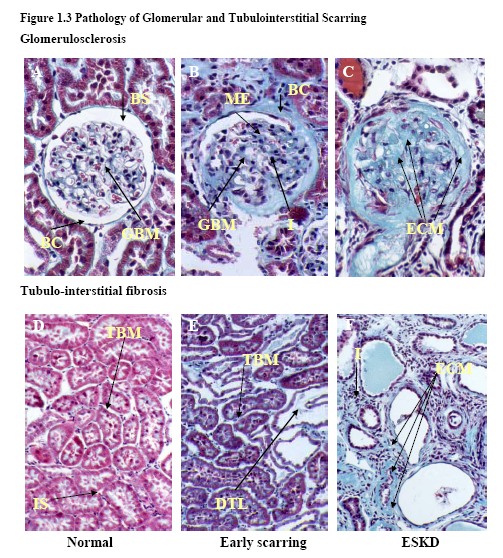 Figure 1.3 Pathology of Glomerular and Tubulointerstitial Scarring
Glomerulosclerosis
A
BS
BC
GBM
B
ME
BC
GBM
I
C
ECM
Tubulo-interstitial fibrosis
D
TBM
IS
E
TBM
DTL
F
ECM
Normal
Early scarring
ESKD